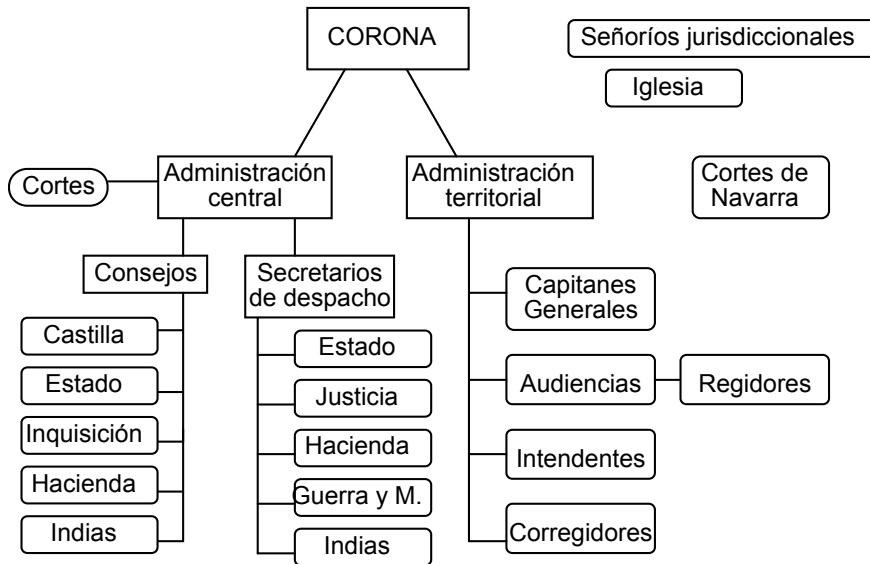 CORONA
Señoríos jurisdiccionales
Iglesia
Cortes
Administración
central
Administración
territorial
Cortes de
Navarra
Consejos
Secretarios
de despacho
Castilla
Estado
Inquisición
Hacienda
Indias
Estado
Justicia
Hacienda
Guerra y M.
Indias
Capitanes
Generales
Audiencias
Regidores
Intendentes
Corregidores